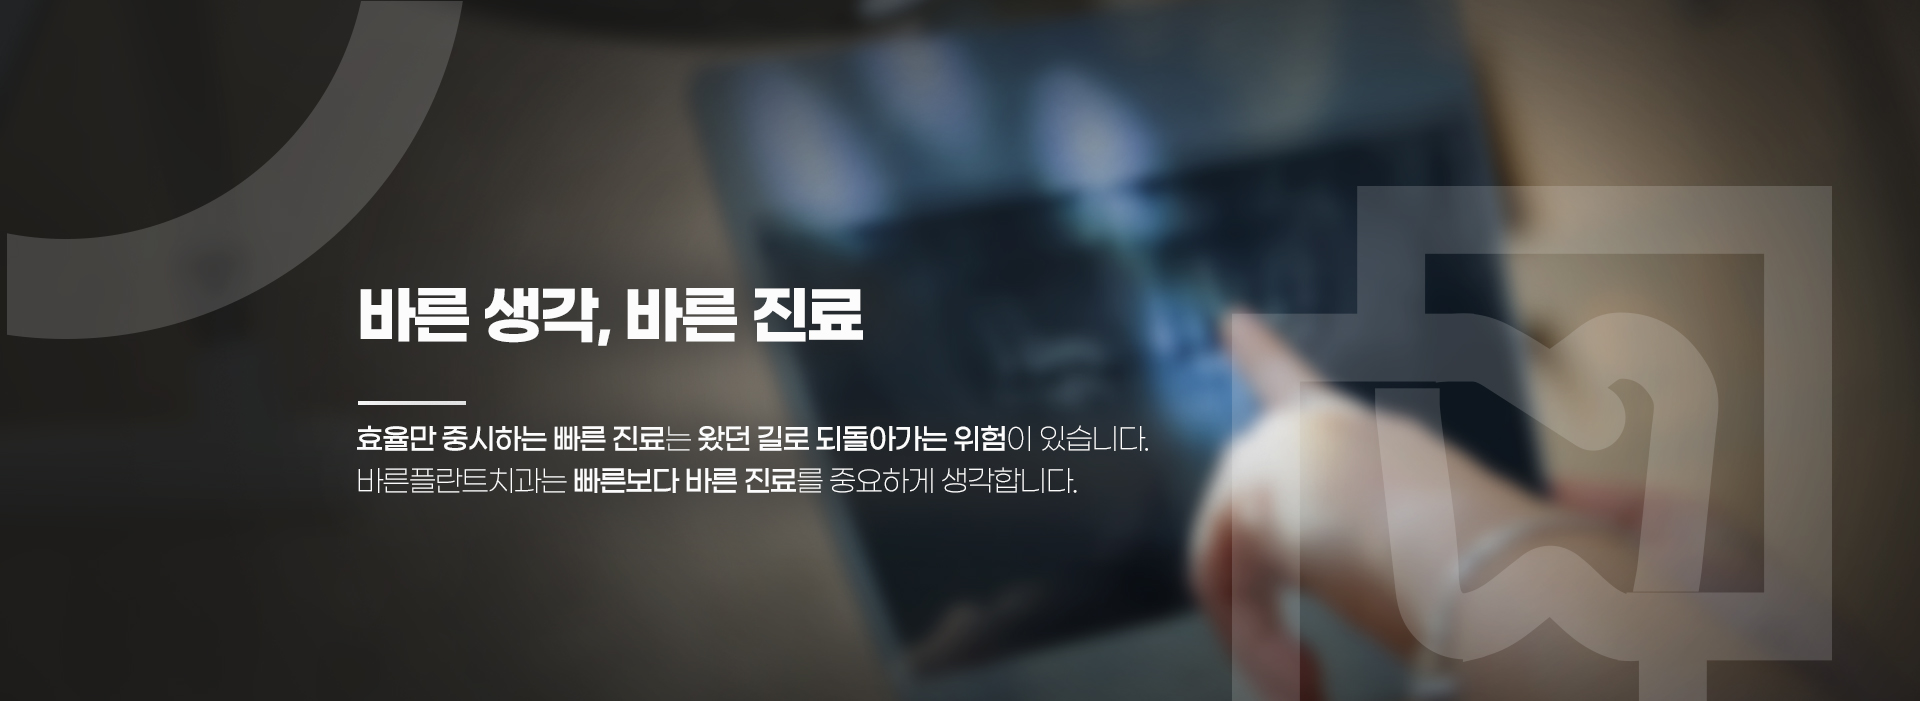 바른 생각, 바른 진료
효율만 중시하는 빠른 진료는 왔던 길로 되돌아가는 위험이 있습니다.
바른플란트치과는 빠른보다 바른 진료를 중요하게 생각합니다.